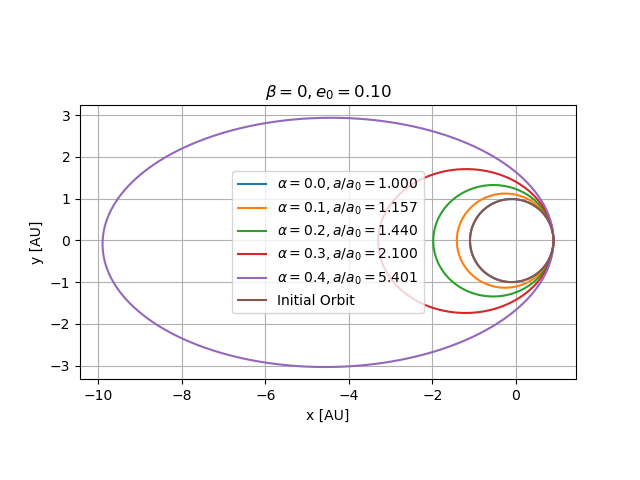 β = 0, e₀ = 0.10
y [AU]
3
2
1
0
−1
−2
−3
α = 0.0, a/a₀ = 1.000
α = 0.1, a/a₀ = 1.157
α = 0.2, a/a₀ = 1.440
α = 0.3, a/a₀ = 2.100
α = 0.4, a/a₀ = 5.401
Initial Orbit
−10 −8 −6 −4 −2 0
x [AU]